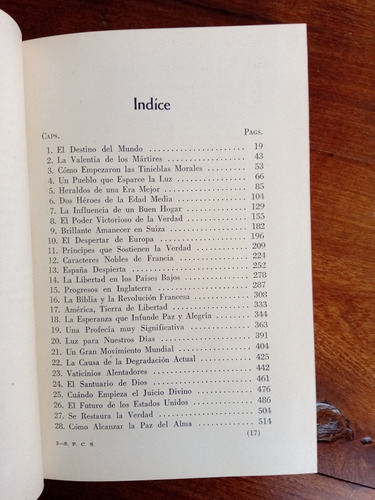 Indice
CAPS. PAGS.
1. El Destino del Mundo 19
2. La Valentía de los Mártires 43
3. Cómo Empezaron las Tinieblas Morales 53
4. Un Pueblo que Esparce la Luz 66
5. Heraldos de una Era Mejor 85
6. Dos Héroes de la Edad Media 104
7. La Influencia de un Buen Hogar 129
8. El Poder Victorioso de la Verdad 155
9. Brillante Amanecer en Suiza 182
10. El Despertar de Europa 196
11. Príncipes que Sostienen la Verdad 209
12. Caracteres Nobles de Francia 224
13. España Despierta 252
14. La Libertad en los Países Bajos 278
15. Progresos en Inglaterra 287
16. La Biblia y la Revolución Francesa 308
17. América, Tierra de Libertad 333
18. La Esperanza que Infunde Paz y Alegría 344
19. Una Profecía muy Significativa 363
20. Luz para Nuestros Días 391
21. Un Gran Movimiento Mundial 404
22. La Causa de la Degradación Actual 425
23. Vaticinios Alentadores 445
24. El Santuario de Dios 461
25. Cuándo Empieza el Juicio Divino 476
26. El Futuro de los Estados Unidos 486
27. Se Restaura la Verdad 504
28. Cómo Alcanzar la Paz del Alma 514
2—S. P. C. S (17)